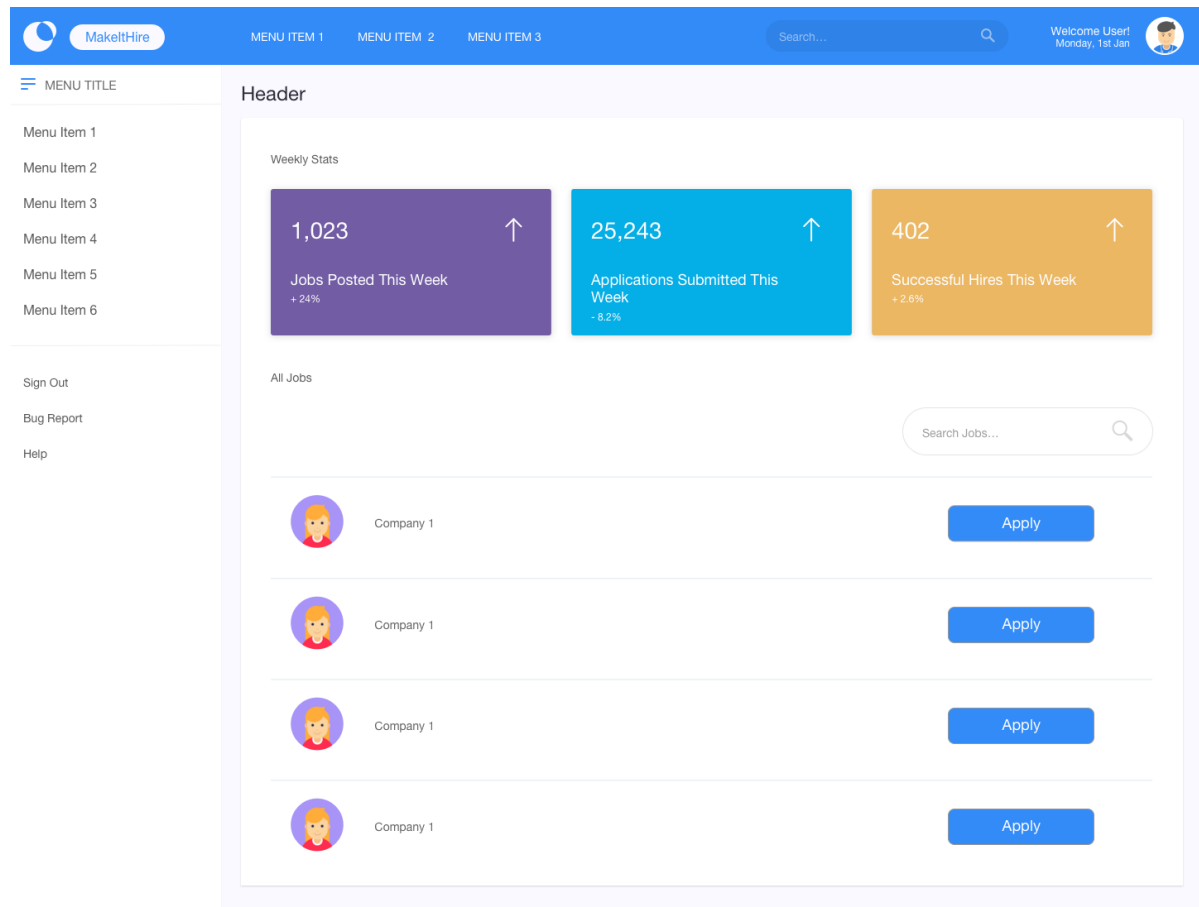 MakeItHire
MENU ITEM 1
MENU ITEM  2
MENU ITEM 3
Search...
Welcome User!
Monday, 1st Jan
MENU TITLE
Menu Item 1
Menu Item 2
Menu Item 3
Menu Item 4
Menu Item 5
Menu Item 6
Sign Out
Bug Report
Help
Header
Weekly Stats
1,023
Jobs Posted This Week
+ 24%
25,243
Applications Submitted This
Week
- 8.2%
402
Successful Hires This Week
+ 2.6%
All Jobs
Search Jobs...
Company 1
Apply
Company 1
Apply
Company 1
Apply
Company 1
Apply